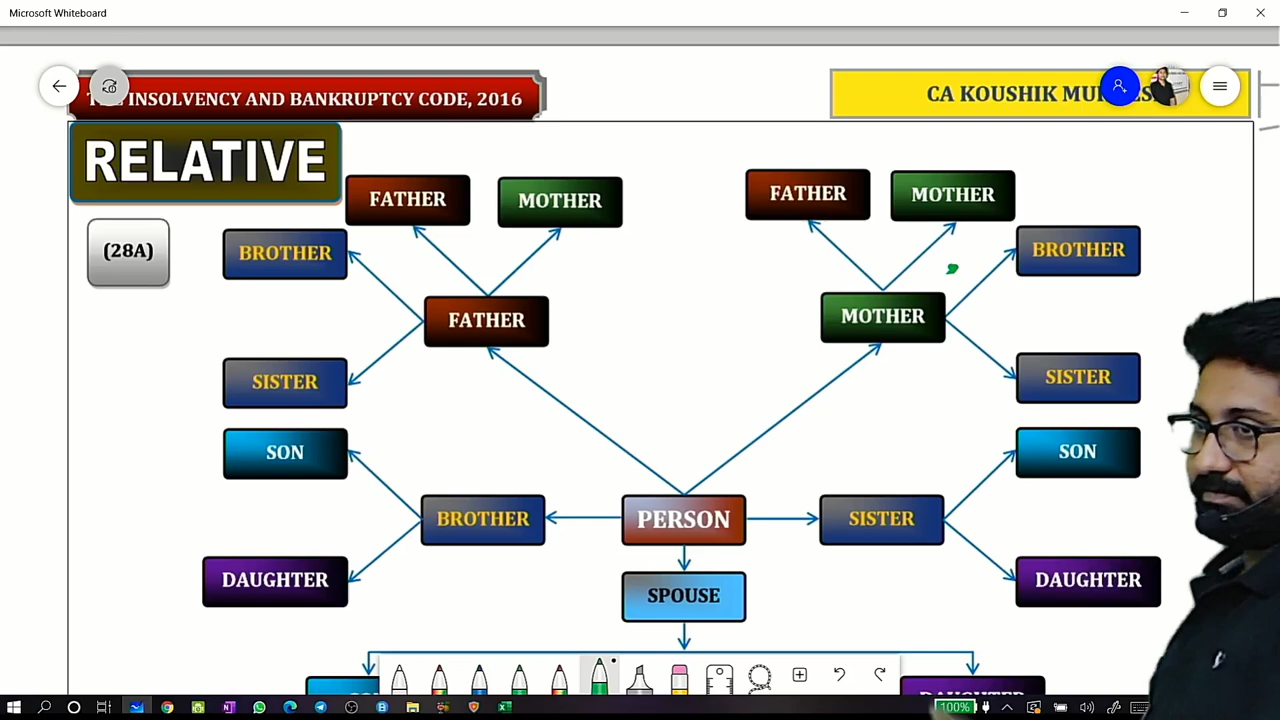 Microsoft Whiteboard
INSOLVENCY AND BANKRUPTCY CODE, 2016
CA KOUSHIK
RELATIVE
(28A)
FATHER
MOTHER
FATHER
MOTHER
BROTHER
BROTHER
FATHER
MOTHER
SISTER
SISTER
SON
SON
BROTHER
PERSON
SISTER
DAUGHTER
DAUGHTER
SPOUSE
DAUGHTER
100%